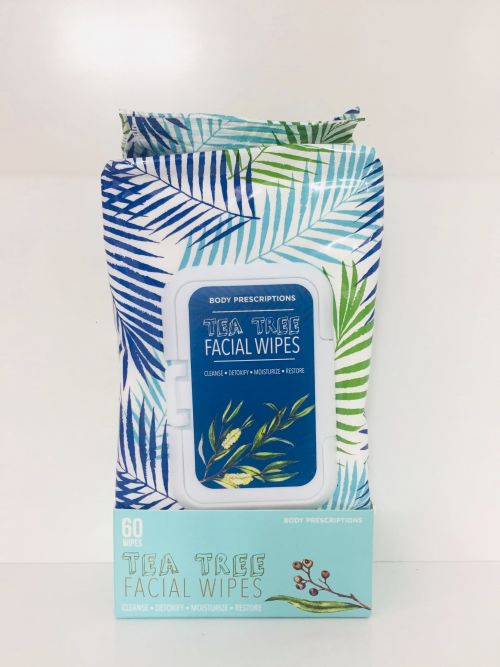 BODY PRESCRIPTIONS
TEA TREE
FACIAL WIPES
CLEANSE • DETOXIFY • MOISTURIZE • RESTORE
60
WIPES
BODY PRESCRIPTIONS
TEA TREE
FACIAL WIPES
CLEANSE • DETOXIFY • MOISTURIZE • RESTORE